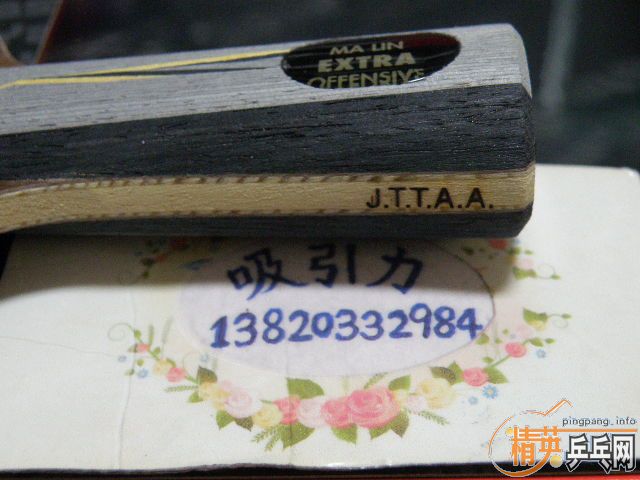 MA LIN
EXTRA
OFFENSIVE
J.T.T.A.A.
吸引力
13820332984
pingpang.info
精英乒乓网